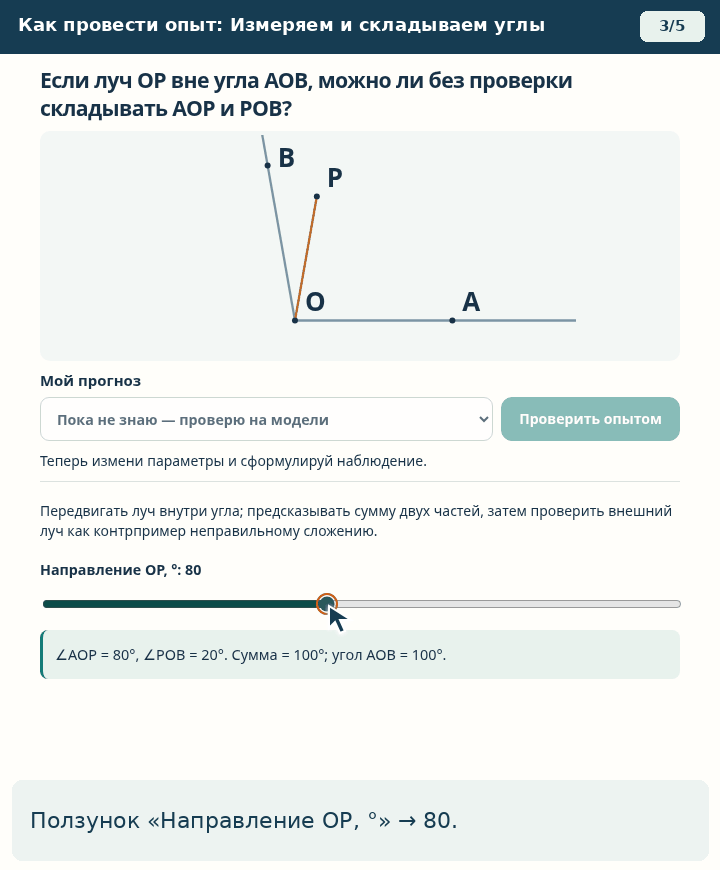 Как провести опыт: Измеряем и складываем углы
3/5
Если луч OP вне угла AOB, можно ли без проверки
складывать AOP и POB?
B
P
O
A
Мой прогноз
Пока не знаю — проверю на модели
Проверить опытом
Теперь измени параметры и сформулируй наблюдение.
Передвигать луч внутри угла; предсказывать сумму двух частей, затем проверить внешний
луч как контрпример неправильному сложению.
Направление OP, °: 80
∠AOP = 80°, ∠POB = 20°. Сумма = 100°; угол AOB = 100°.
Ползунок «Направление OP, °» → 80.